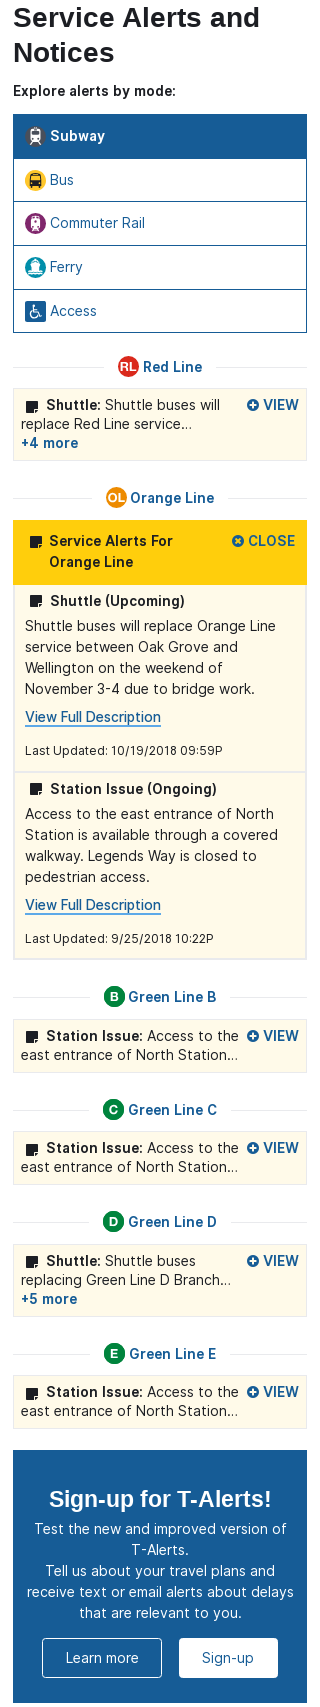 Service Alerts and
Notices
Explore alerts by mode:
Subway
Bus
Commuter Rail
Ferry
Access
RL Red Line
Shuttle: Shuttle buses will VIEW
replace Red Line service...
+4 more
OL Orange Line
Service Alerts For CLOSE
Orange Line
Shuttle (Upcoming)
Shuttle buses will replace Orange Line
service between Oak Grove and
Wellington on the weekend of
November 3-4 due to bridge work.
View Full Description
Last Updated: 10/19/2018 09:59P
Station Issue (Ongoing)
Access to the east entrance of North
Station is available through a covered
walkway. Legends Way is closed to
pedestrian access.
View Full Description
Last Updated: 9/25/2018 10:22P
B Green Line B
Station Issue: Access to the VIEW
east entrance of North Station...
C Green Line C
Station Issue: Access to the VIEW
east entrance of North Station...
D Green Line D
Shuttle: Shuttle buses VIEW
replacing Green Line D Branch...
+5 more
E Green Line E
Station Issue: Access to the VIEW
east entrance of North Station...
Sign-up for T-Alerts!
Test the new and improved version of
T-Alerts.
Tell us about your travel plans and
receive text or email alerts about delays
that are relevant to you.
Learn more Sign-up